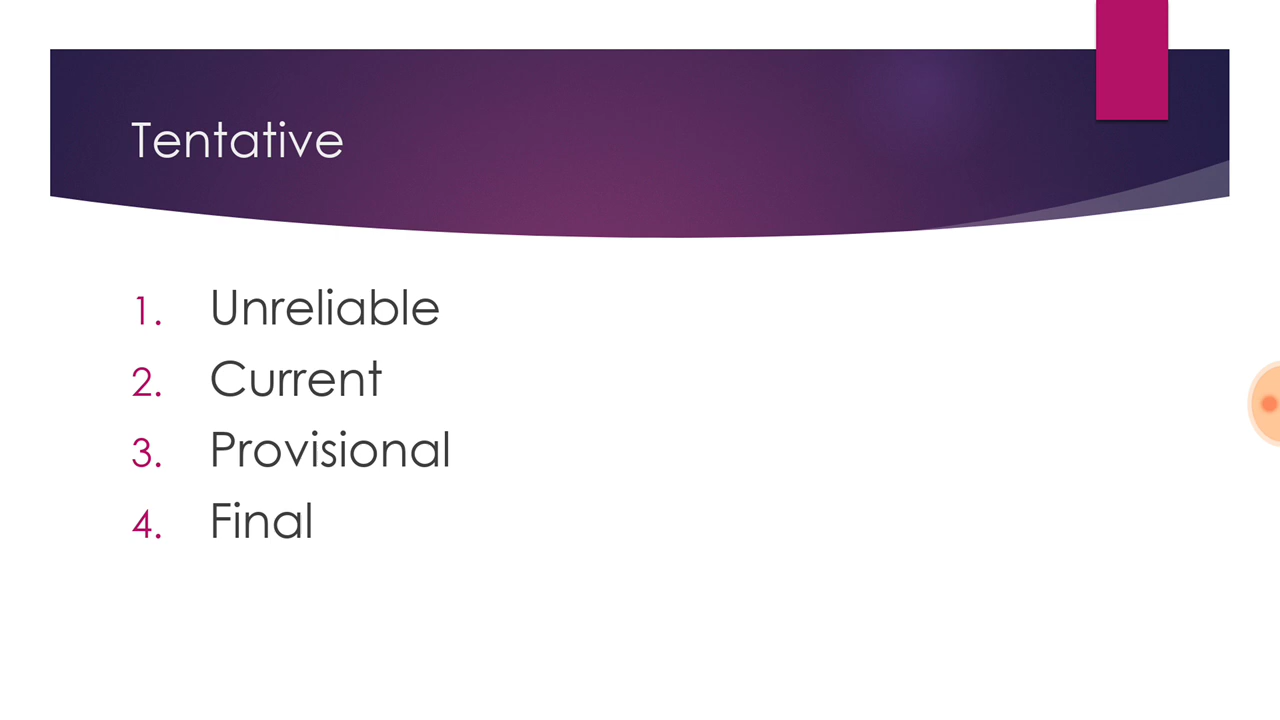 Tentative
1. Unreliable
2. Current
3. Provisional
4. Final